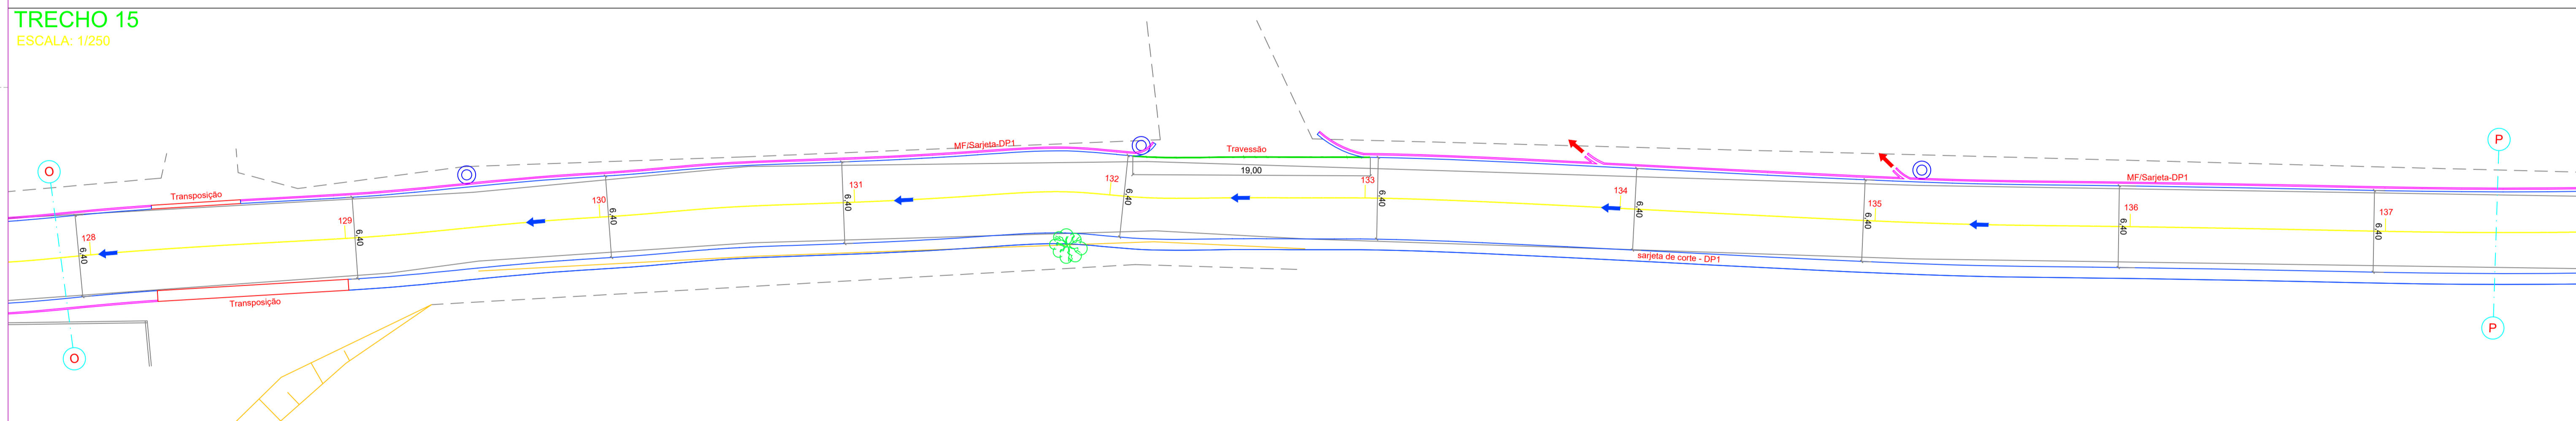 TRECHO 15
ESCALA: 1/250
O
Transposição
128
6,40
129
6,40
130
6,40
131
6,40
MF/Sarjeta-DP1
132
6,40
Travessão
19,00
133
6,40
134
6,40
135
6,40
136
6,40
MF/Sarjeta-DP1
137
6,40
P
sarjeta de corte - DP1
Transposição
O
P